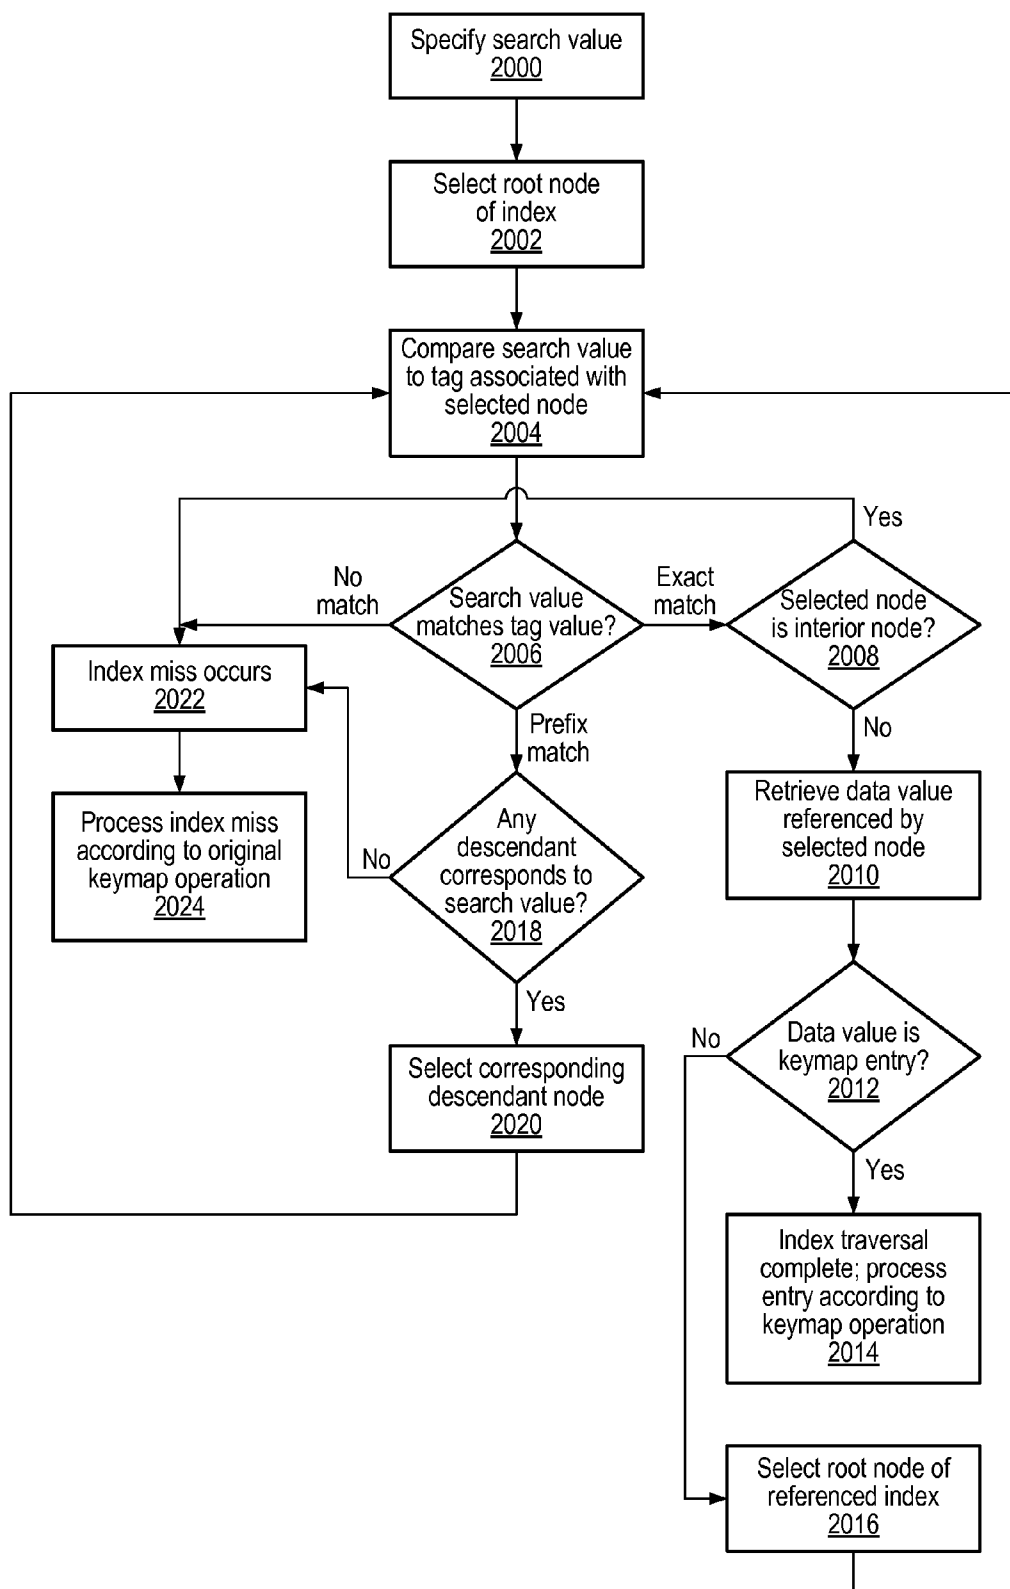 Specify search value
2000
Select root node
of index
2002
Compare search value
to tag associated with
selected node
2004
Yes
No
match
Search value
matches tag value?
2006
Exact
match
Selected node
is interior node?
2008
Index miss occurs
2022
Prefix
match
No
Process index miss
according to original
keymap operation
2024
No
Any
descendant
corresponds to
search value?
2018
Retrieve data value
referenced by
selected node
2010
Yes
Select corresponding
descendant node
2020
No
Data value is
keymap entry?
2012
Yes
Index traversal
complete; process
entry according to
keymap operation
2014
Select root node of
referenced index
2016